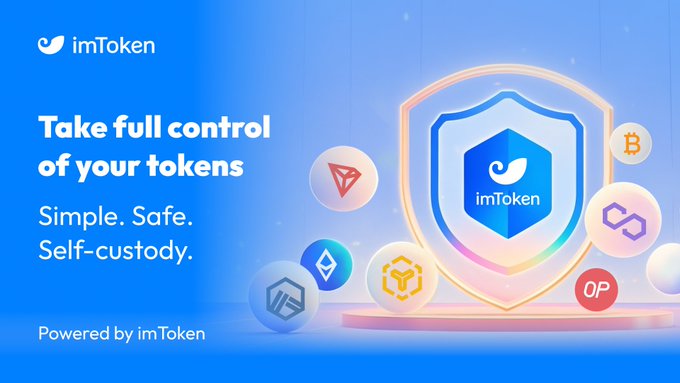 imToken
Take full control
of your tokens
Simple. Safe.
Self-custody.
Powered by imToken
imToken
OP